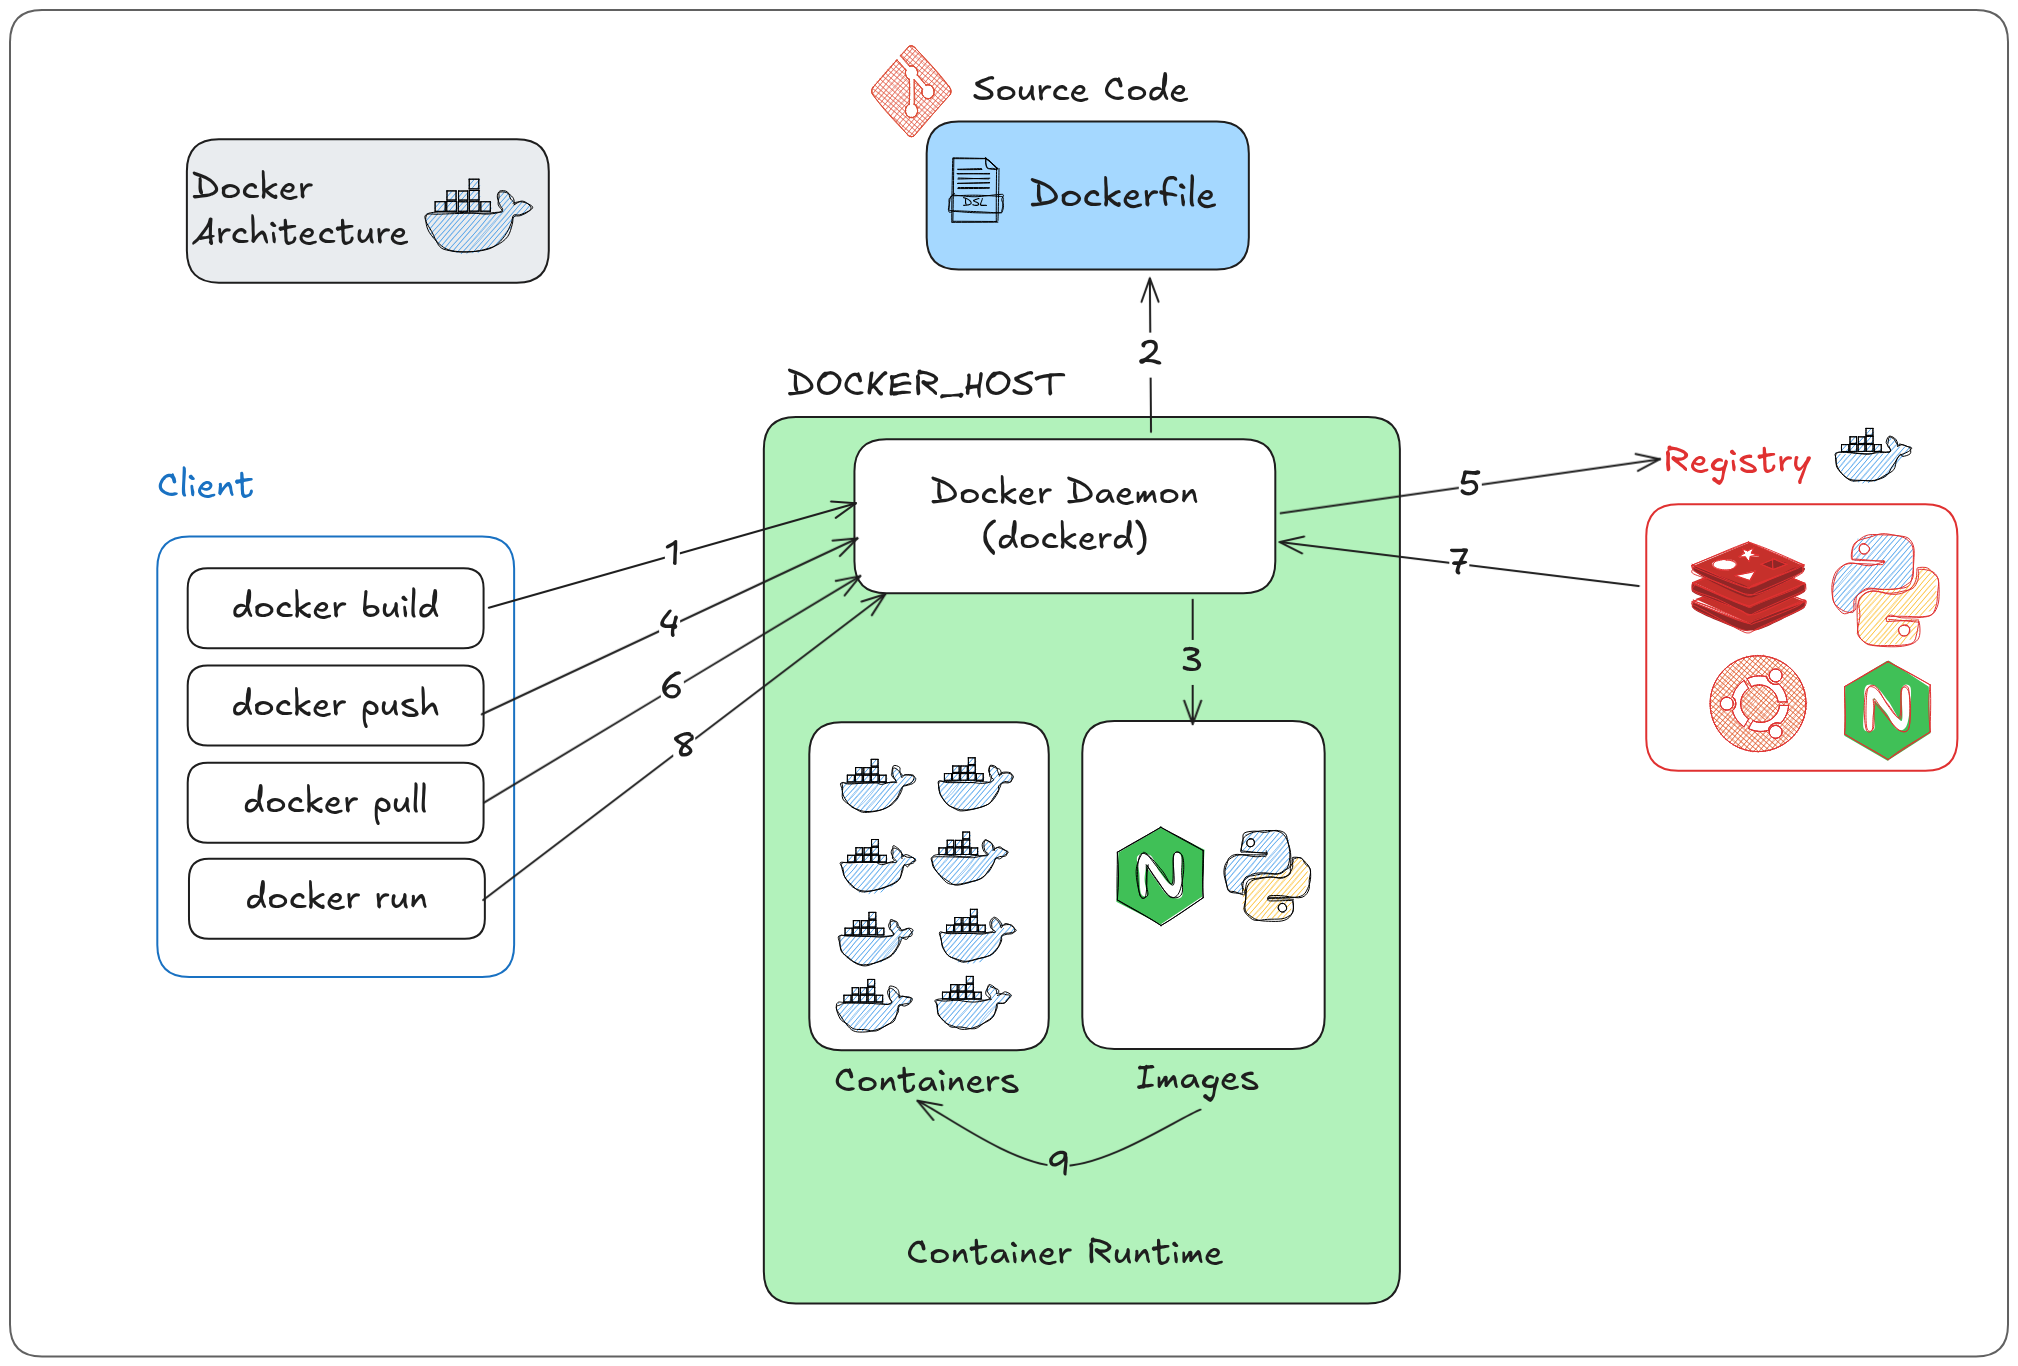 Source Code
Docker
Architecture
DSL
Dockerfile
2
DOCKER_HOST
Client
Docker Daemon
(dockerd)
5
Registry
1
7
docker build
4
docker push
6
3
8
docker pull
docker run
N
N
Containers
Images
9
Container Runtime